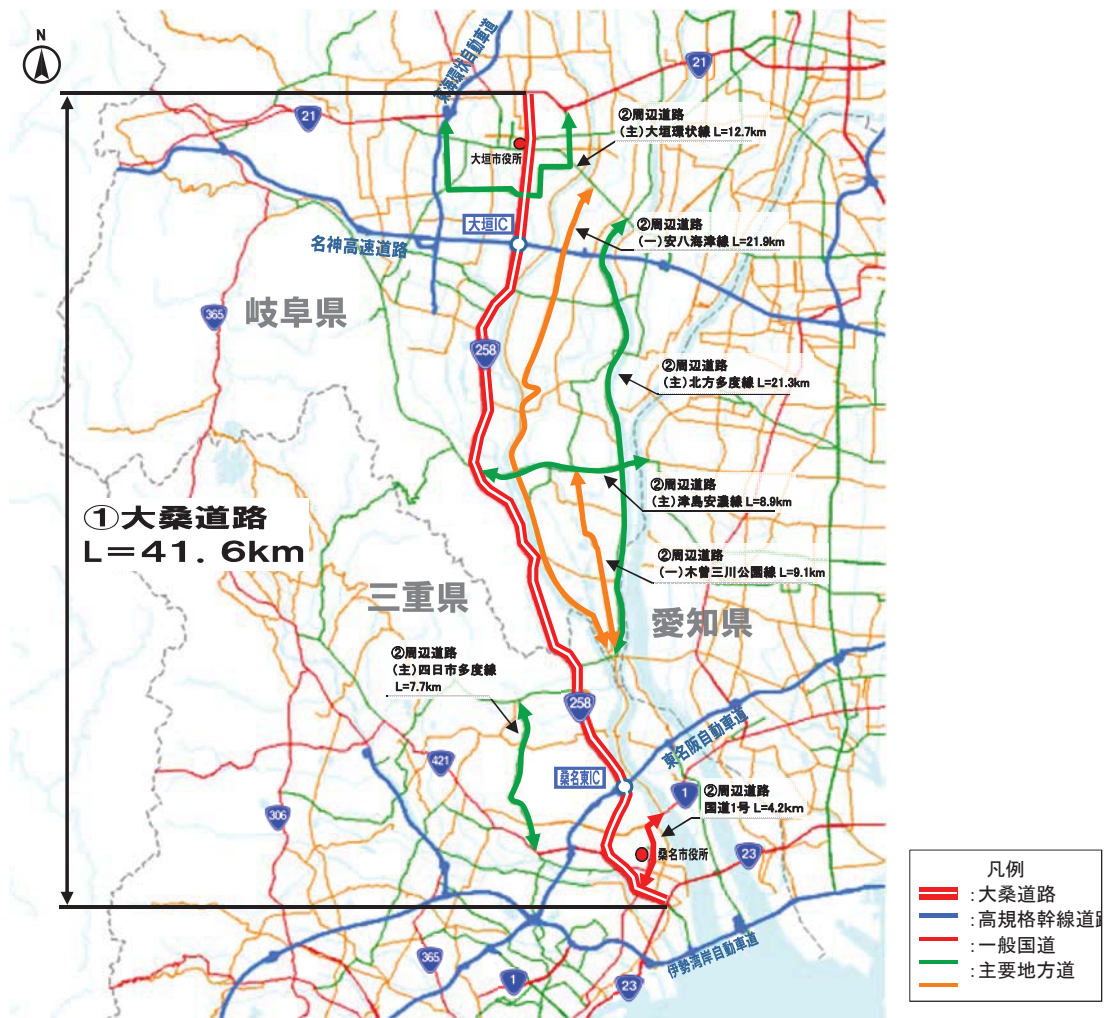 N
東海環状自動車道
21
21
②周辺道路
(主)大垣環状線 L=12.7km
大垣市役所
②周辺道路
(一)安八海津線 L=21.9km
大垣IC
名神高速道路
岐阜県
365
258
②周辺道路
(主)北方多度線 L=21.3km
②周辺道路
(主)津島安濃線 L=8.9km
①大桑道路
L=41.6km
②周辺道路
(一)木曽三川公園線 L=9.1km
三重県
愛知県
②周辺道路
(主)四日市多度線
L=7.7km
258
東名阪自動車道
421
桑名東IC
②周辺道路
国道1号 L=4.2km
1
306
桑名市役所
23
凡例
:大桑道路
:高規格幹線道路
:一般国道
:主要地方道
365
1
23
伊勢湾岸自動車道